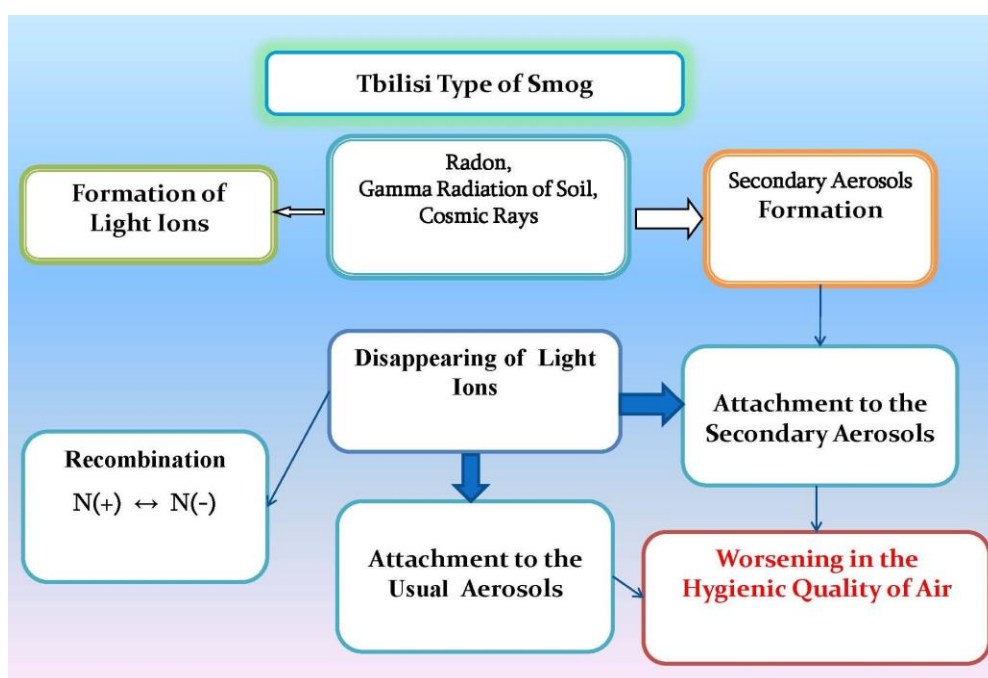 Tbilisi Type of Smog
Formation of
Light Ions
Radon,
Gamma Radiation of Soil,
Cosmic Rays
Secondary Aerosols
Formation
Disappearing of Light
Ions
Attachment to the
Secondary Aerosols
Recombination
N(+) ↔ N(-)
Attachment to the
Usual Aerosols
Worsening in the
Hygienic Quality of Air